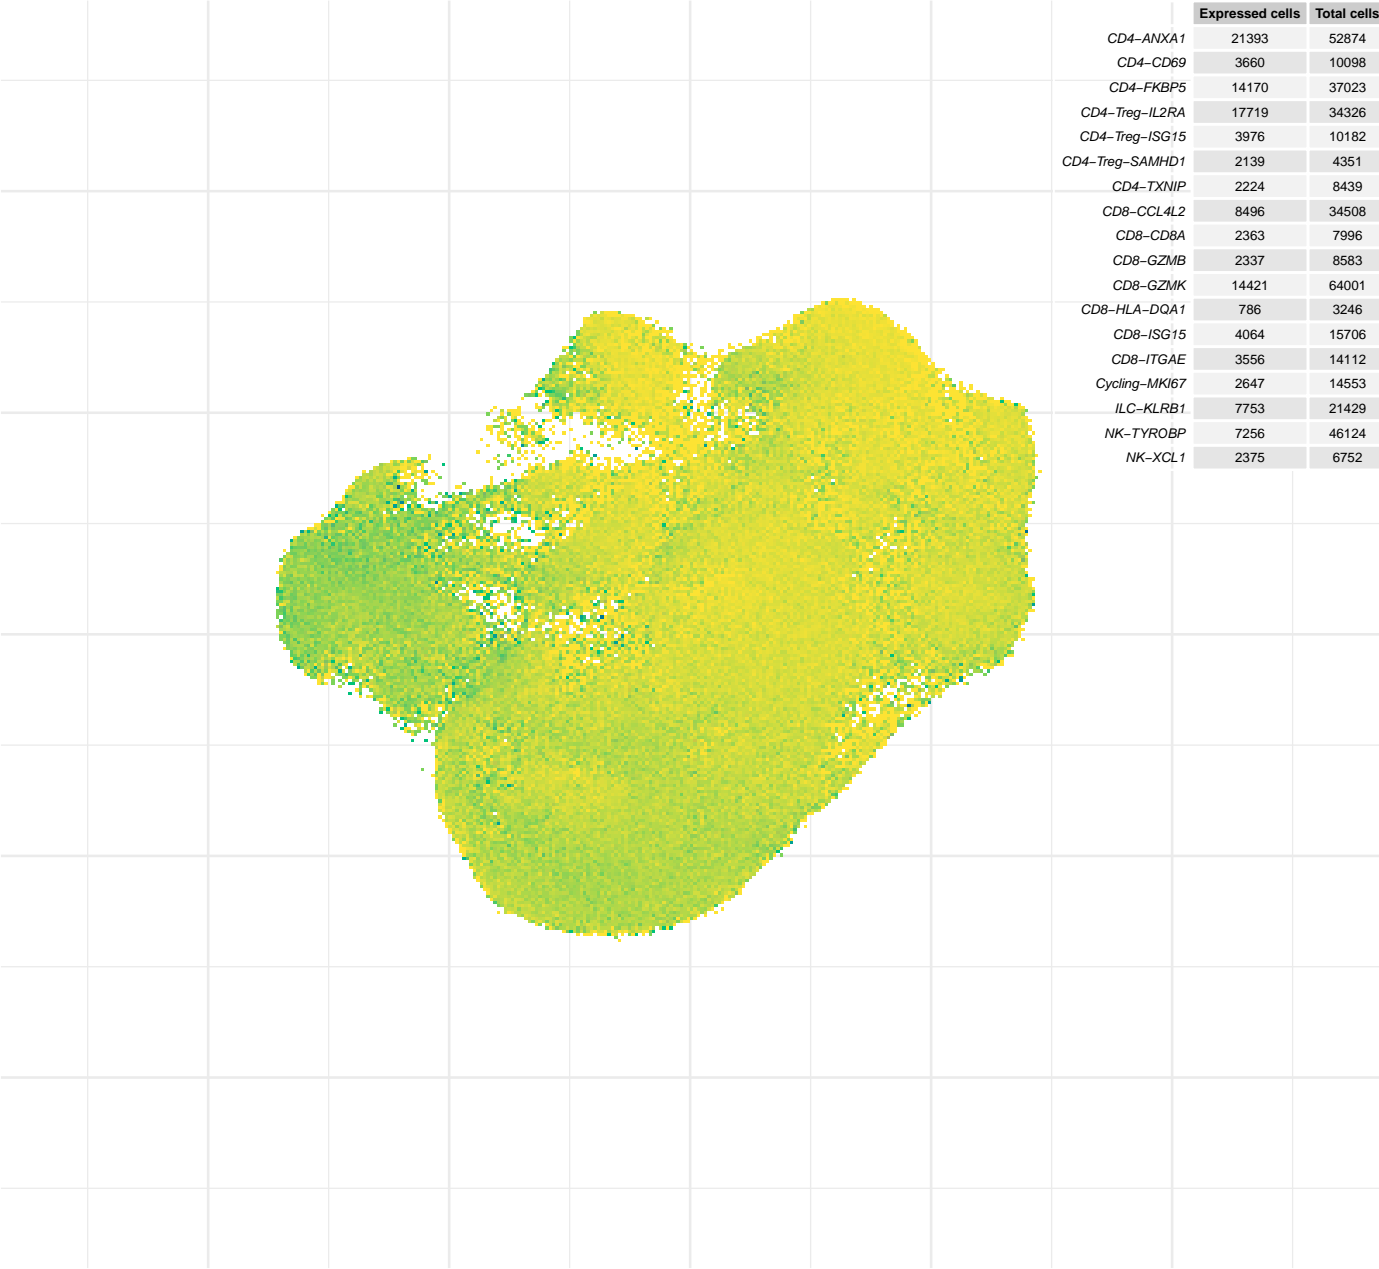 Expressed cells Total cells
CD4−ANXA1 21393 52874
CD4−CD69 3660 10098
CD4−FKBP5 14170 37023
CD4−Treg−IL2RA 17719 34326
CD4−Treg−ISG15 3976 10182
CD4−Treg−SAMHD1 2139 4351
CD4−TXNIP 2224 8439
CD8−CCL4L2 8496 34508
CD8−CD8A 2363 7996
CD8−GZMB 2337 8583
CD8−GZMK 14421 64001
CD8−HLA−DQA1 786 3246
CD8−ISG15 4064 15706
CD8−ITGAE 3556 14112
Cycling−MKI67 2647 14553
ILC−KLRB1 7753 21429
NK−TYROBP 7256 46124
NK−XCL1 2375 6752